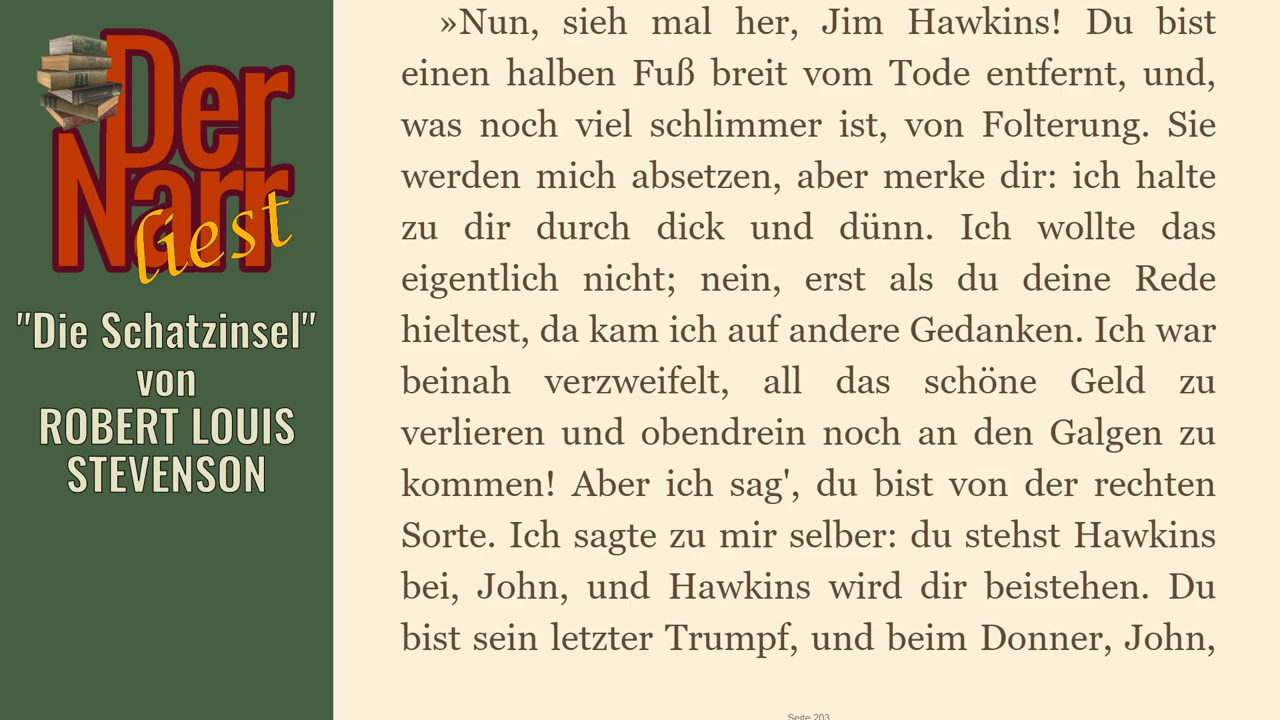 Der
Narr
liest
"Die Schatzinsel"
von
ROBERT LOUIS
STEVENSON
»Nun, sieh mal her, Jim Hawkins! Du bist
einen halben Fuß breit vom Tode entfernt, und,
was noch viel schlimmer ist, von Folterung. Sie
werden mich absetzen, aber merke dir: ich halte
zu dir durch dick und dünn. Ich wollte das
eigentlich nicht; nein, erst als du deine Rede
hieltest, da kam ich auf andere Gedanken. Ich war
beinah verzweifelt, all das schöne Geld zu
verlieren und obendrein noch an den Galgen zu
kommen! Aber ich sag', du bist von der rechten
Sorte. Ich sagte zu mir selber: du stehst Hawkins
bei, John, und Hawkins wird dir beistehen. Du
bist sein letzter Trumpf, und beim Donner, John,
Seite 203